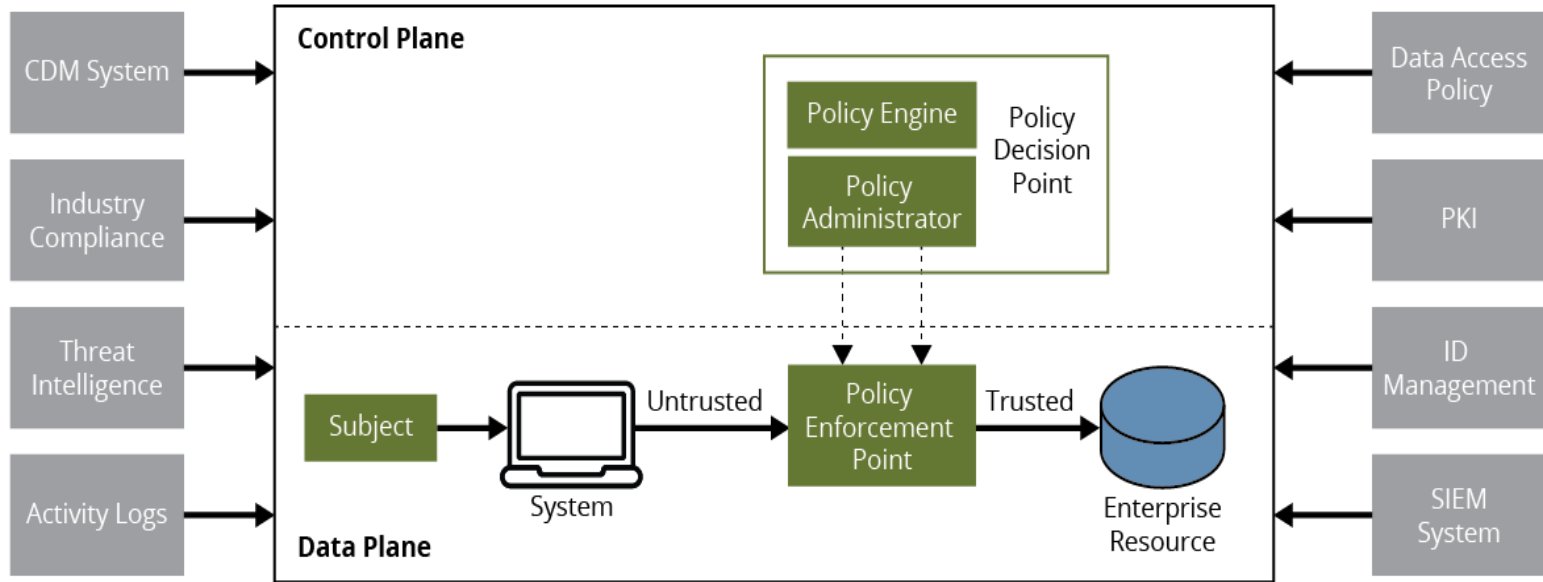 CDM System
Industry
Compliance
Threat
Intelligence
Activity Logs
Control Plane
Policy Engine
Policy
Administrator
Policy
Decision
Point
Subject
System
Untrusted
Policy
Enforcement
Point
Trusted
Enterprise
Resource
Data Plane
Data Access
Policy
PKI
ID
Management
SIEM
System